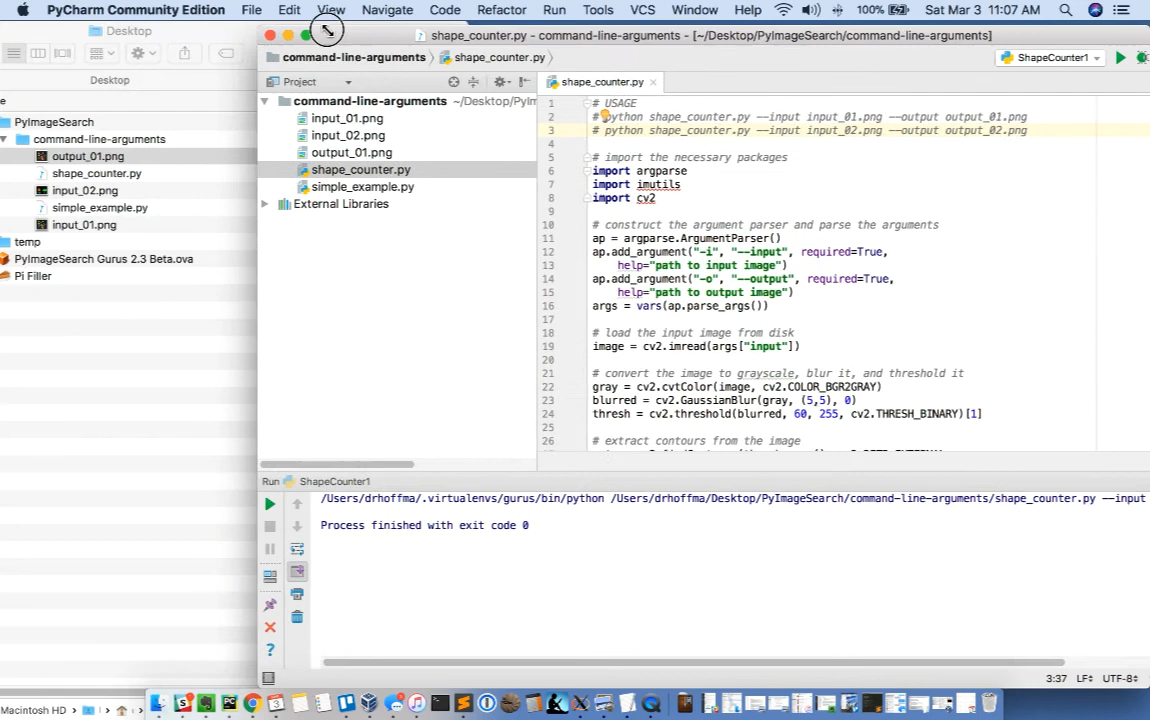 PyCharm Community Edition File Edit View Navigate Code Refactor Run Tools VCS Window Help 100% Sat Mar 3 11:07 AM
Desktop
Desktop
e
PyImageSearch
command-line-arguments
output_01.png
shape_counter.py
input_02.png
simple_example.py
input_01.png
temp
PyImageSearch Gurus 2.3 Beta.ova
Pi Filler
Macintosh HD
shape_counter.py - command-line-arguments - [~/Desktop/PyImageSearch/command-line-arguments]
command-line-arguments shape_counter.py
ShapeCounter1
Project
command-line-arguments ~/Desktop/PyIm
input_01.png
input_02.png
output_01.png
shape_counter.py
simple_example.py
External Libraries
shape_counter.py
1 # USAGE
2 # python shape_counter.py --input input_01.png --output output_01.png
3 # python shape_counter.py --input input_02.png --output output_02.png
4
5 # import the necessary packages
6 import argparse
7 import imutils
8 import cv2
9
10 # construct the argument parser and parse the arguments
11 ap = argparse.ArgumentParser()
12 ap.add_argument("-i", "--input", required=True,
13 help="path to input image")
14 ap.add_argument("-o", "--output", required=True,
15 help="path to output image")
16 args = vars(ap.parse_args())
17
18 # load the input image from disk
19 image = cv2.imread(args["input"])
20
21 # convert the image to grayscale, blur it, and threshold it
22 gray = cv2.cvtColor(image, cv2.COLOR_BGR2GRAY)
23 blurred = cv2.GaussianBlur(gray, (5,5), 0)
24 thresh = cv2.threshold(blurred, 60, 255, cv2.THRESH_BINARY)[1]
25
26 # extract contours from the image
Run ShapeCounter1
/Users/drhoffma/.virtualenvs/gurus/bin/python /Users/drhoffma/Desktop/PyImageSearch/command-line-arguments/shape_counter.py --input
Process finished with exit code 0
3:37 LF UTF-8